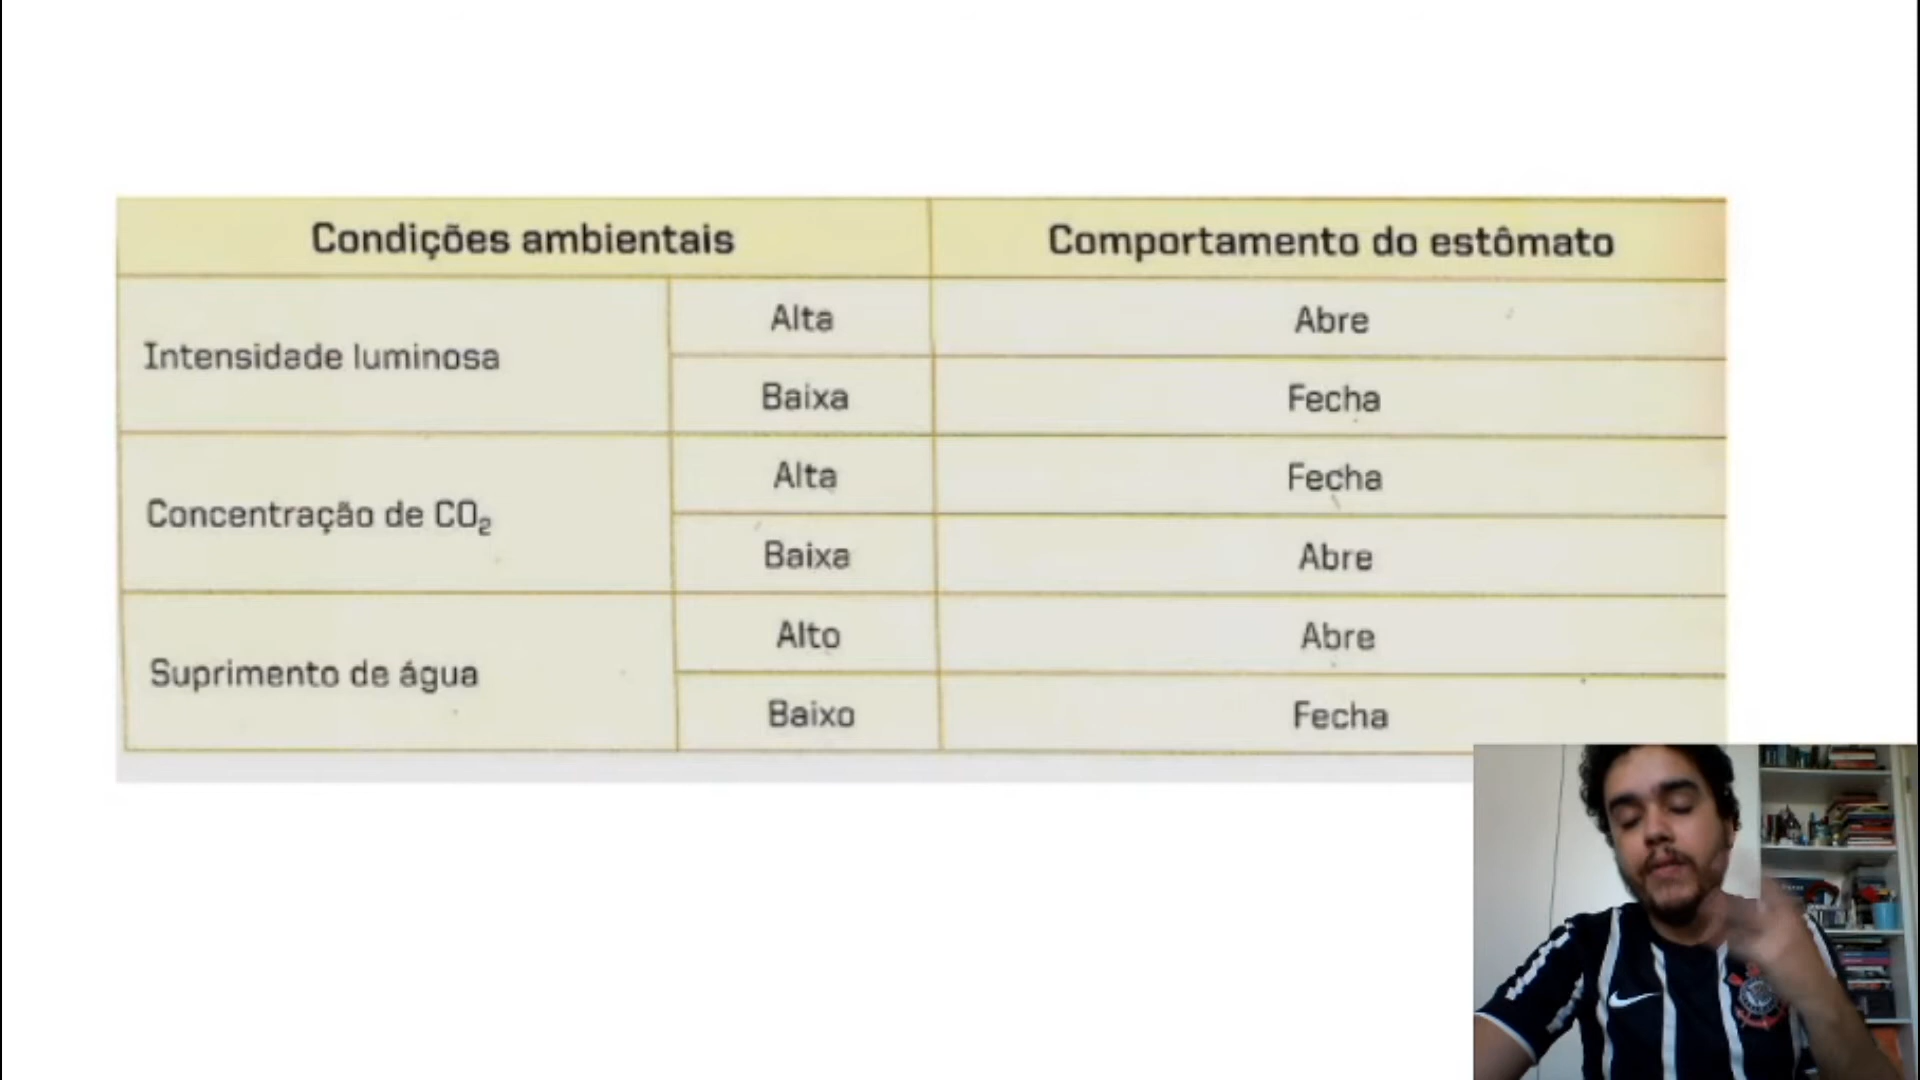 Condições ambientais Comportamento do estômato
Intensidade luminosa Alta Abre
Baixa Fecha
Concentração de CO₂ Alta Fecha
Baixa Abre
Suprimento de água Alto Abre
Baixo Fecha